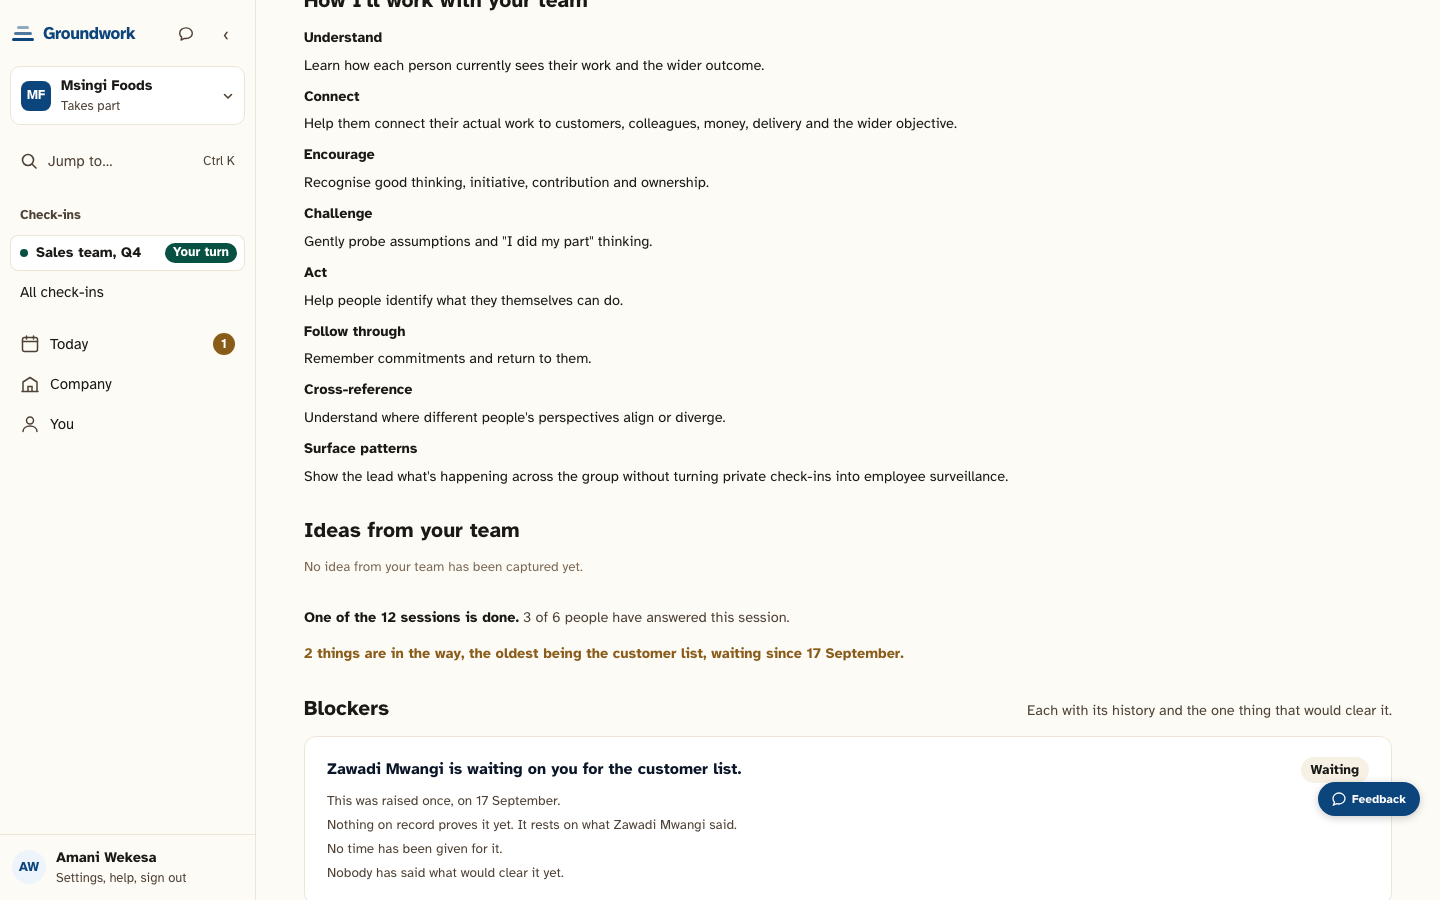 Groundwork
MF
Msingi Foods
Takes part
Jump to...
Ctrl K
Check-ins
Sales team, Q4
Your turn
All check-ins
Today
1
Company
You
AW
Amani Wekesa
Settings, help, sign out
How I'll work with your team
Understand
Learn how each person currently sees their work and the wider outcome.
Connect
Help them connect their actual work to customers, colleagues, money, delivery and the wider objective.
Encourage
Recognise good thinking, initiative, contribution and ownership.
Challenge
Gently probe assumptions and "I did my part" thinking.
Act
Help people identify what they themselves can do.
Follow through
Remember commitments and return to them.
Cross-reference
Understand where different people's perspectives align or diverge.
Surface patterns
Show the lead what's happening across the group without turning private check-ins into employee surveillance.
Ideas from your team
No idea from your team has been captured yet.
One of the 12 sessions is done. 3 of 6 people have answered this session.
2 things are in the way, the oldest being the customer list, waiting since 17 September.
Blockers
Each with its history and the one thing that would clear it.
Zawadi Mwangi is waiting on you for the customer list.
Waiting
This was raised once, on 17 September.
Nothing on record proves it yet. It rests on what Zawadi Mwangi said.
No time has been given for it.
Nobody has said what would clear it yet.
Feedback